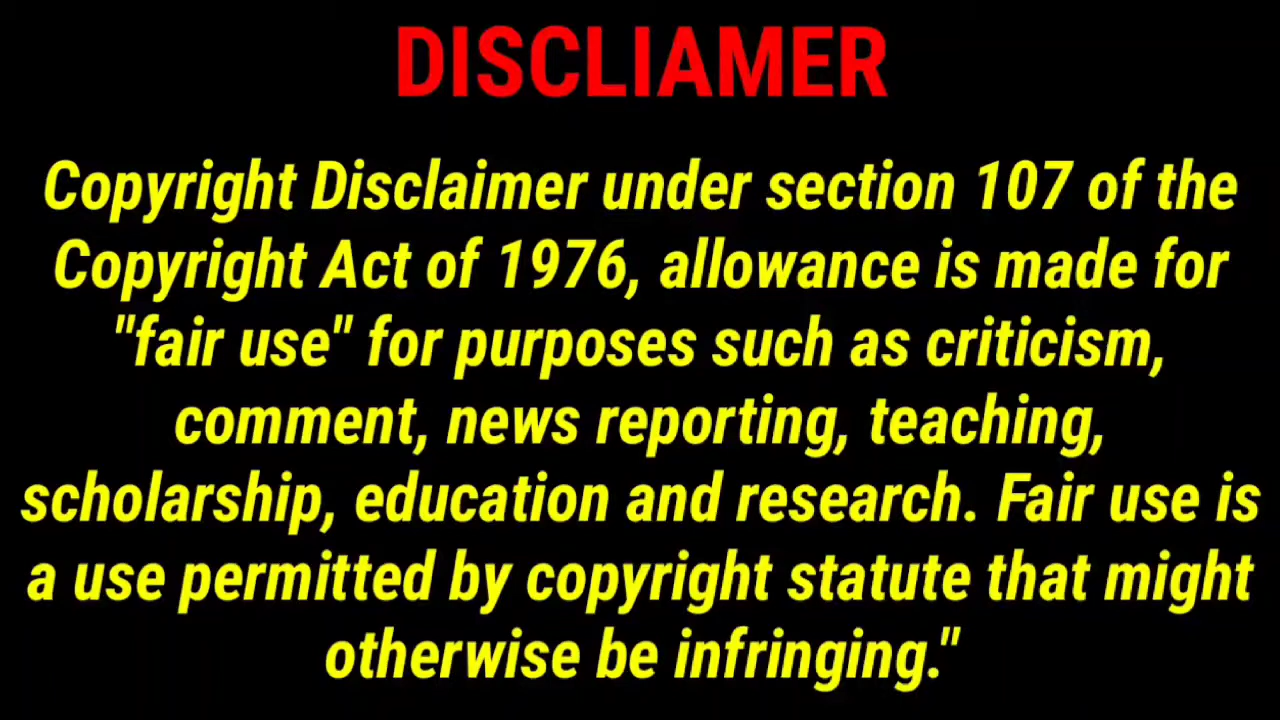 DISCLIAMER
Copyright Disclaimer under section 107 of the
Copyright Act of 1976, allowance is made for
"fair use" for purposes such as criticism,
comment, news reporting, teaching,
scholarship, education and research. Fair use is
a use permitted by copyright statute that might
otherwise be infringing."